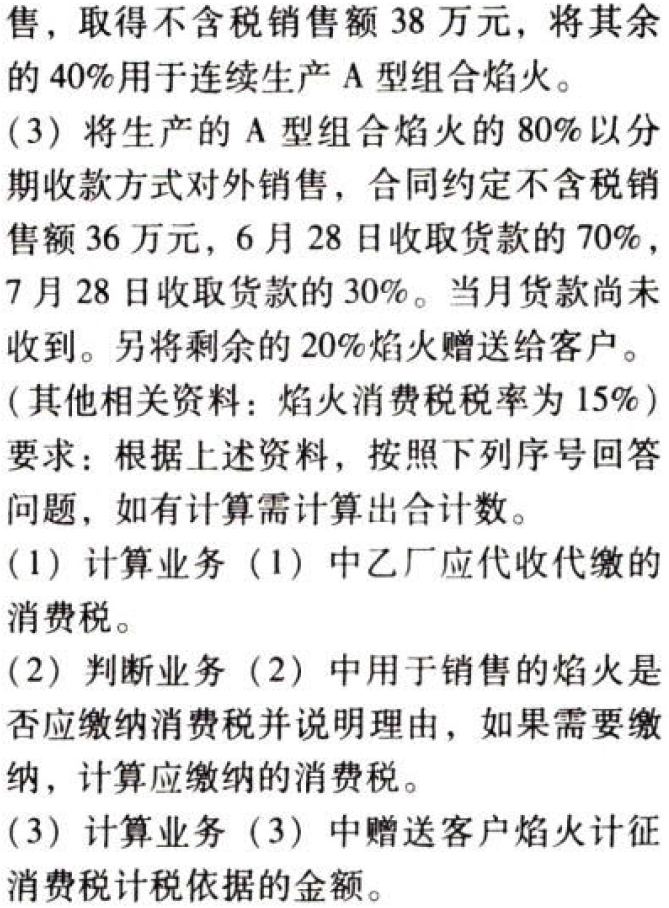 售，取得不含税销售额 38 万元，将其余
的 40%用于连续生产 A 型组合焰火。
(3) 将生产的 A 型组合焰火的 80%以分
期收款方式对外销售，合同约定不含税销
售额 36 万元，6 月 28 日收取货款的 70%，
7 月 28 日收取货款的 30%。当月货款尚未
收到。另将剩余的 20%焰火赠送给客户。
(其他相关资料：焰火消费税税率为 15%)
要求：根据上述资料，按照下列序号回答
问题，如有计算需计算出合计数。
(1) 计算业务（1）中乙厂应代收代缴的
消费税。
(2) 判断业务（2）中用于销售的焰火是
否应缴纳消费税并说明理由，如果需要缴
纳，计算应缴纳的消费税。
(3) 计算业务（3）中赠送客户焰火计征
消费税计税依据的金额。